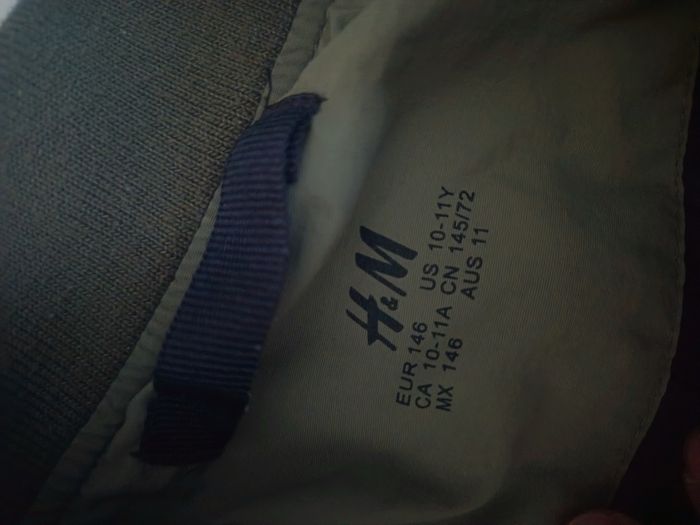 H&M
EUR 146 US 10-11Y
CA 10-11A CN 145/72
MX 146 AUS 11